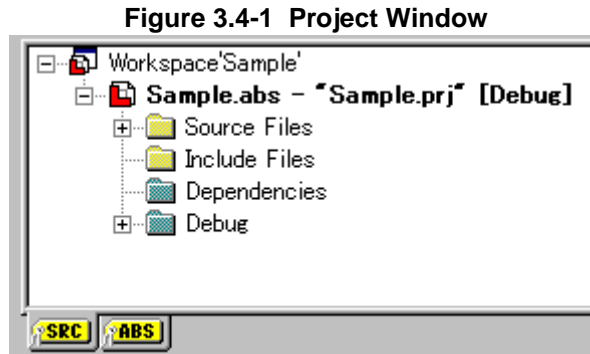 Figure 3.4-1 Project Window
Workspace'Sample'
Sample.abs - "Sample.prj" [Debug]
Source Files
Include Files
Dependencies
Debug
SRC ABS